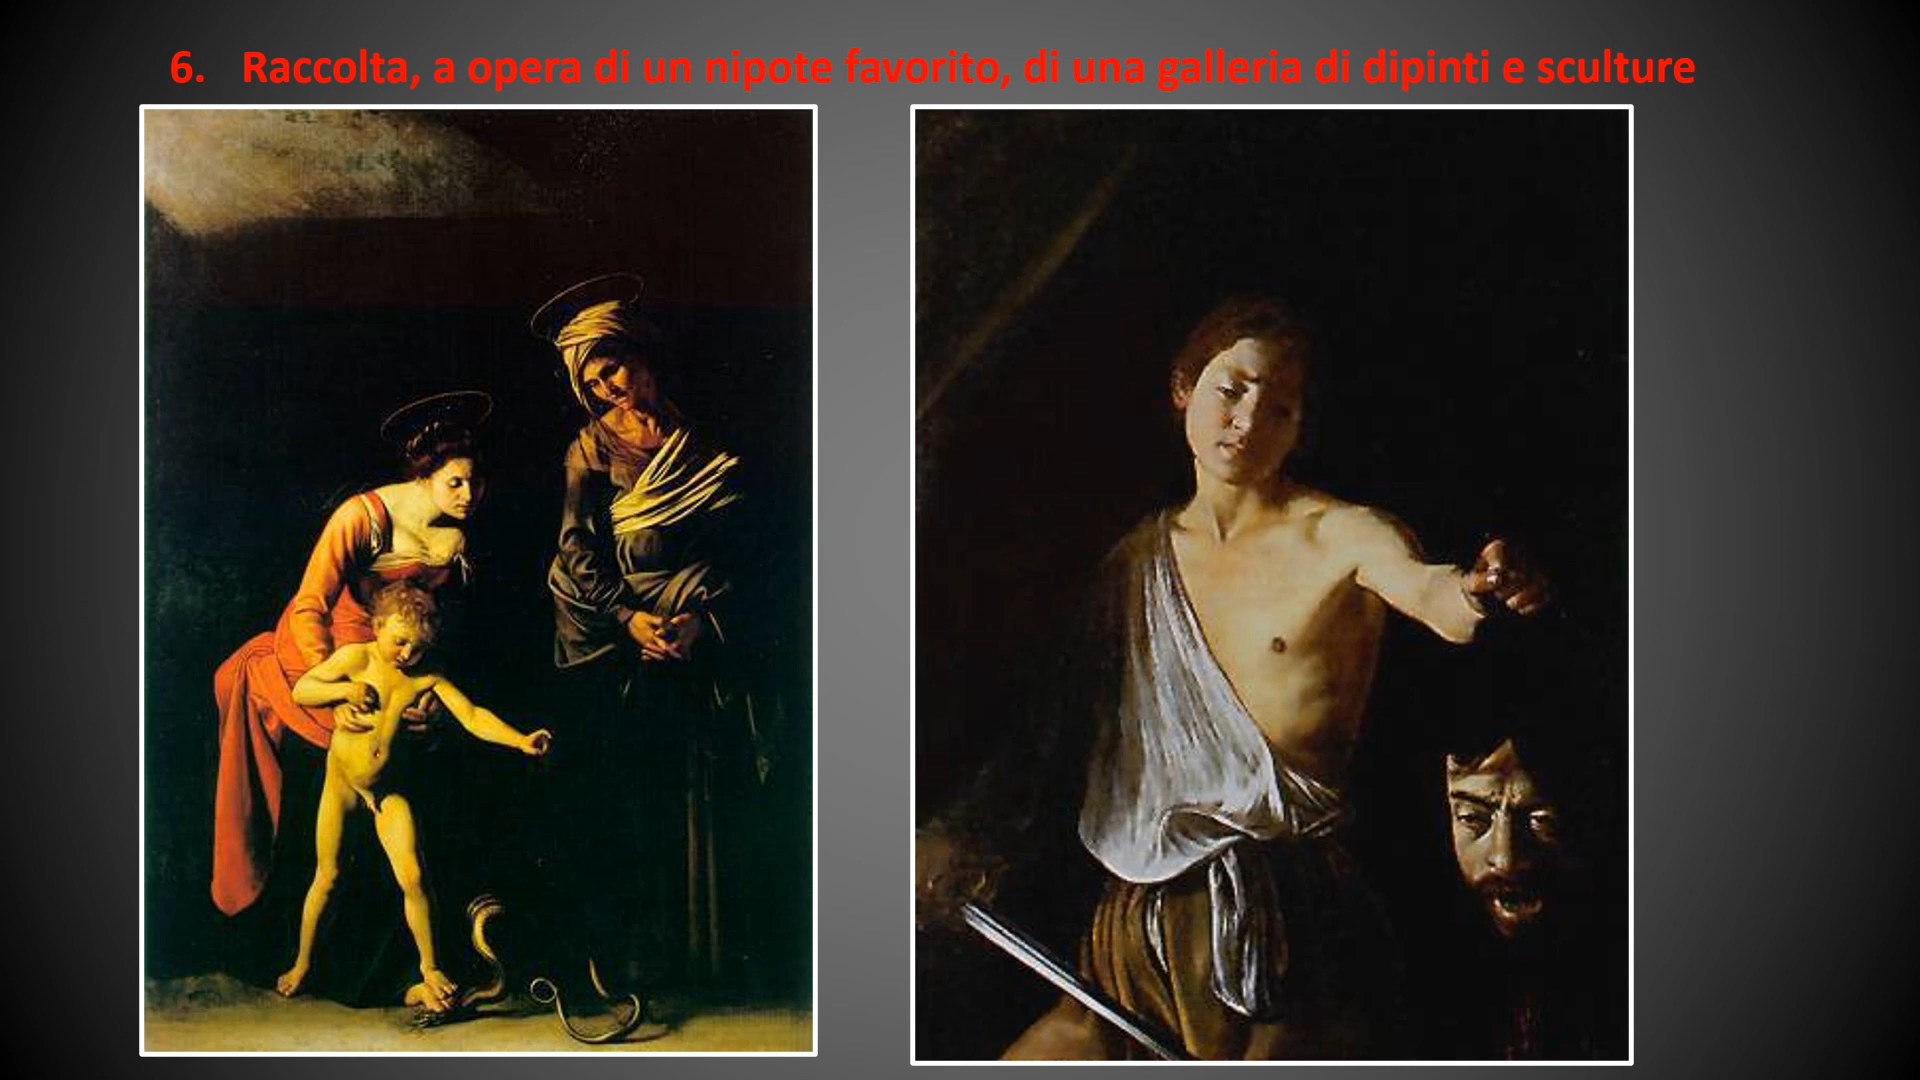 6. Raccolta, a opera di un nipote favorito, di una galleria di dipinti e sculture